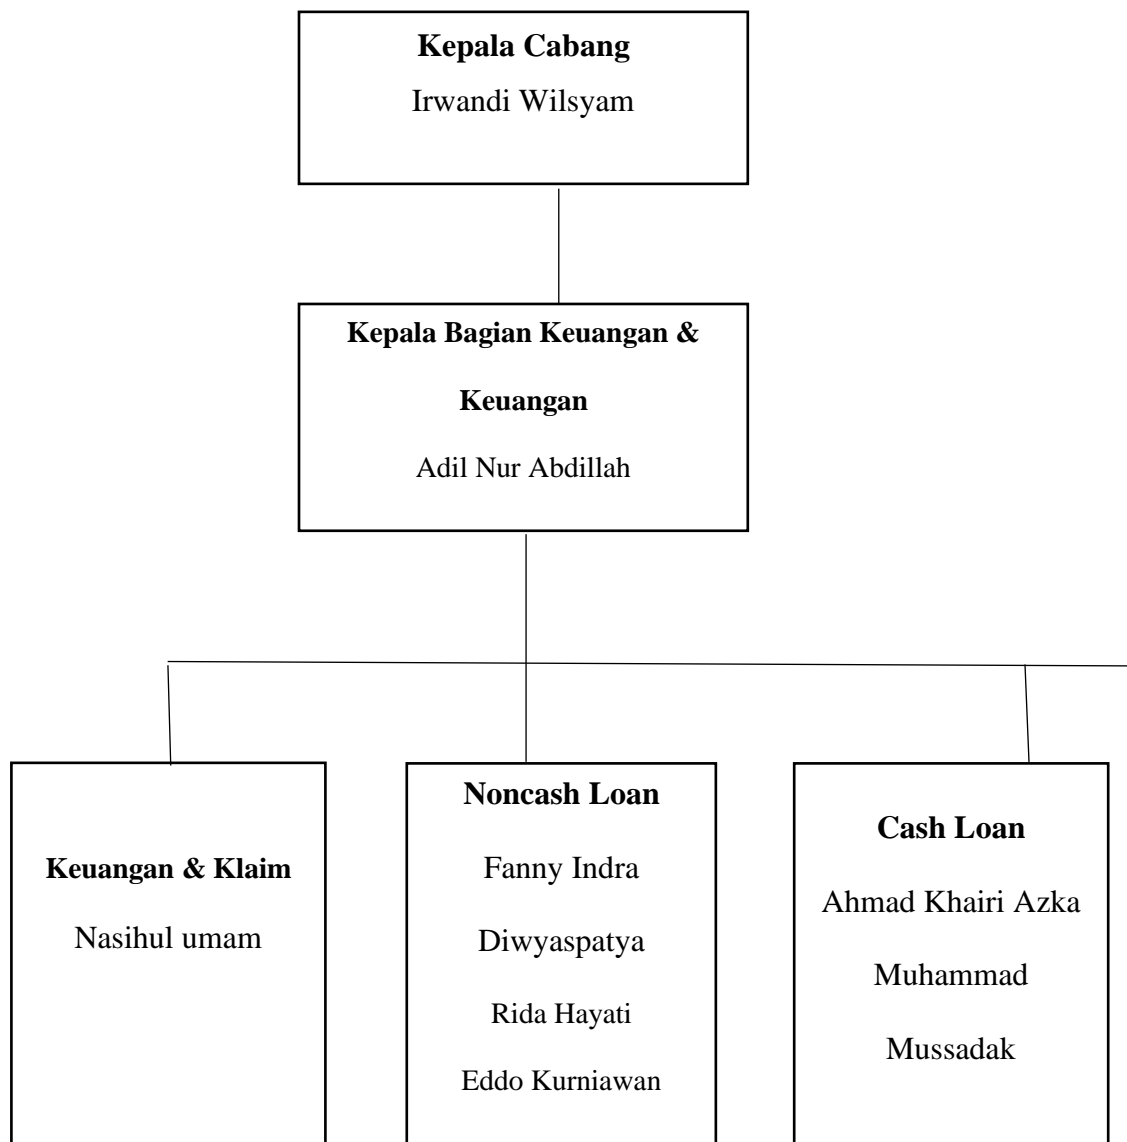 Kepala Cabang
Irwandi Wilsyam
Kepala Bagian Keuangan &
Keuangan
Adil Nur Abdillah
Keuangan & Klaim
Nasihul umam
Noncash Loan
Fanny Indra
Diwyaspatya
Rida Hayati
Eddo Kurniawan
Cash Loan
Ahmad Khairi Azka
Muhammad
Mussadak